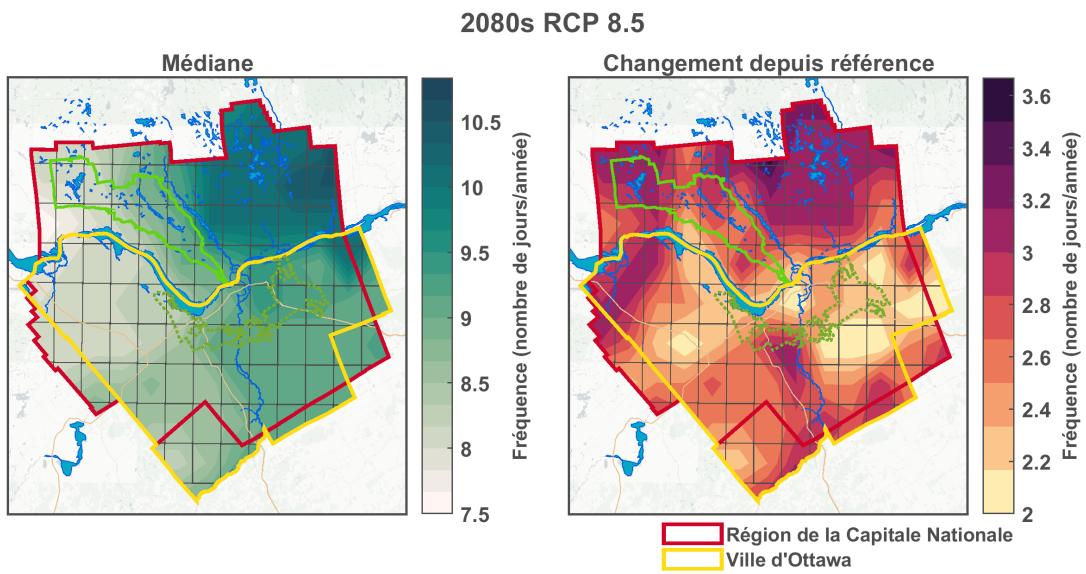 2080s RCP 8.5
Médiane
Changement depuis référence
10.5
10
9.5
9
8.5
8
7.5
Fréquence (nombre de jours/année)
3.6
3.4
3.2
3
2.8
2.6
2.4
2.2
2
Fréquence (nombre de jours/année)
Région de la Capitale Nationale
Ville d'Ottawa